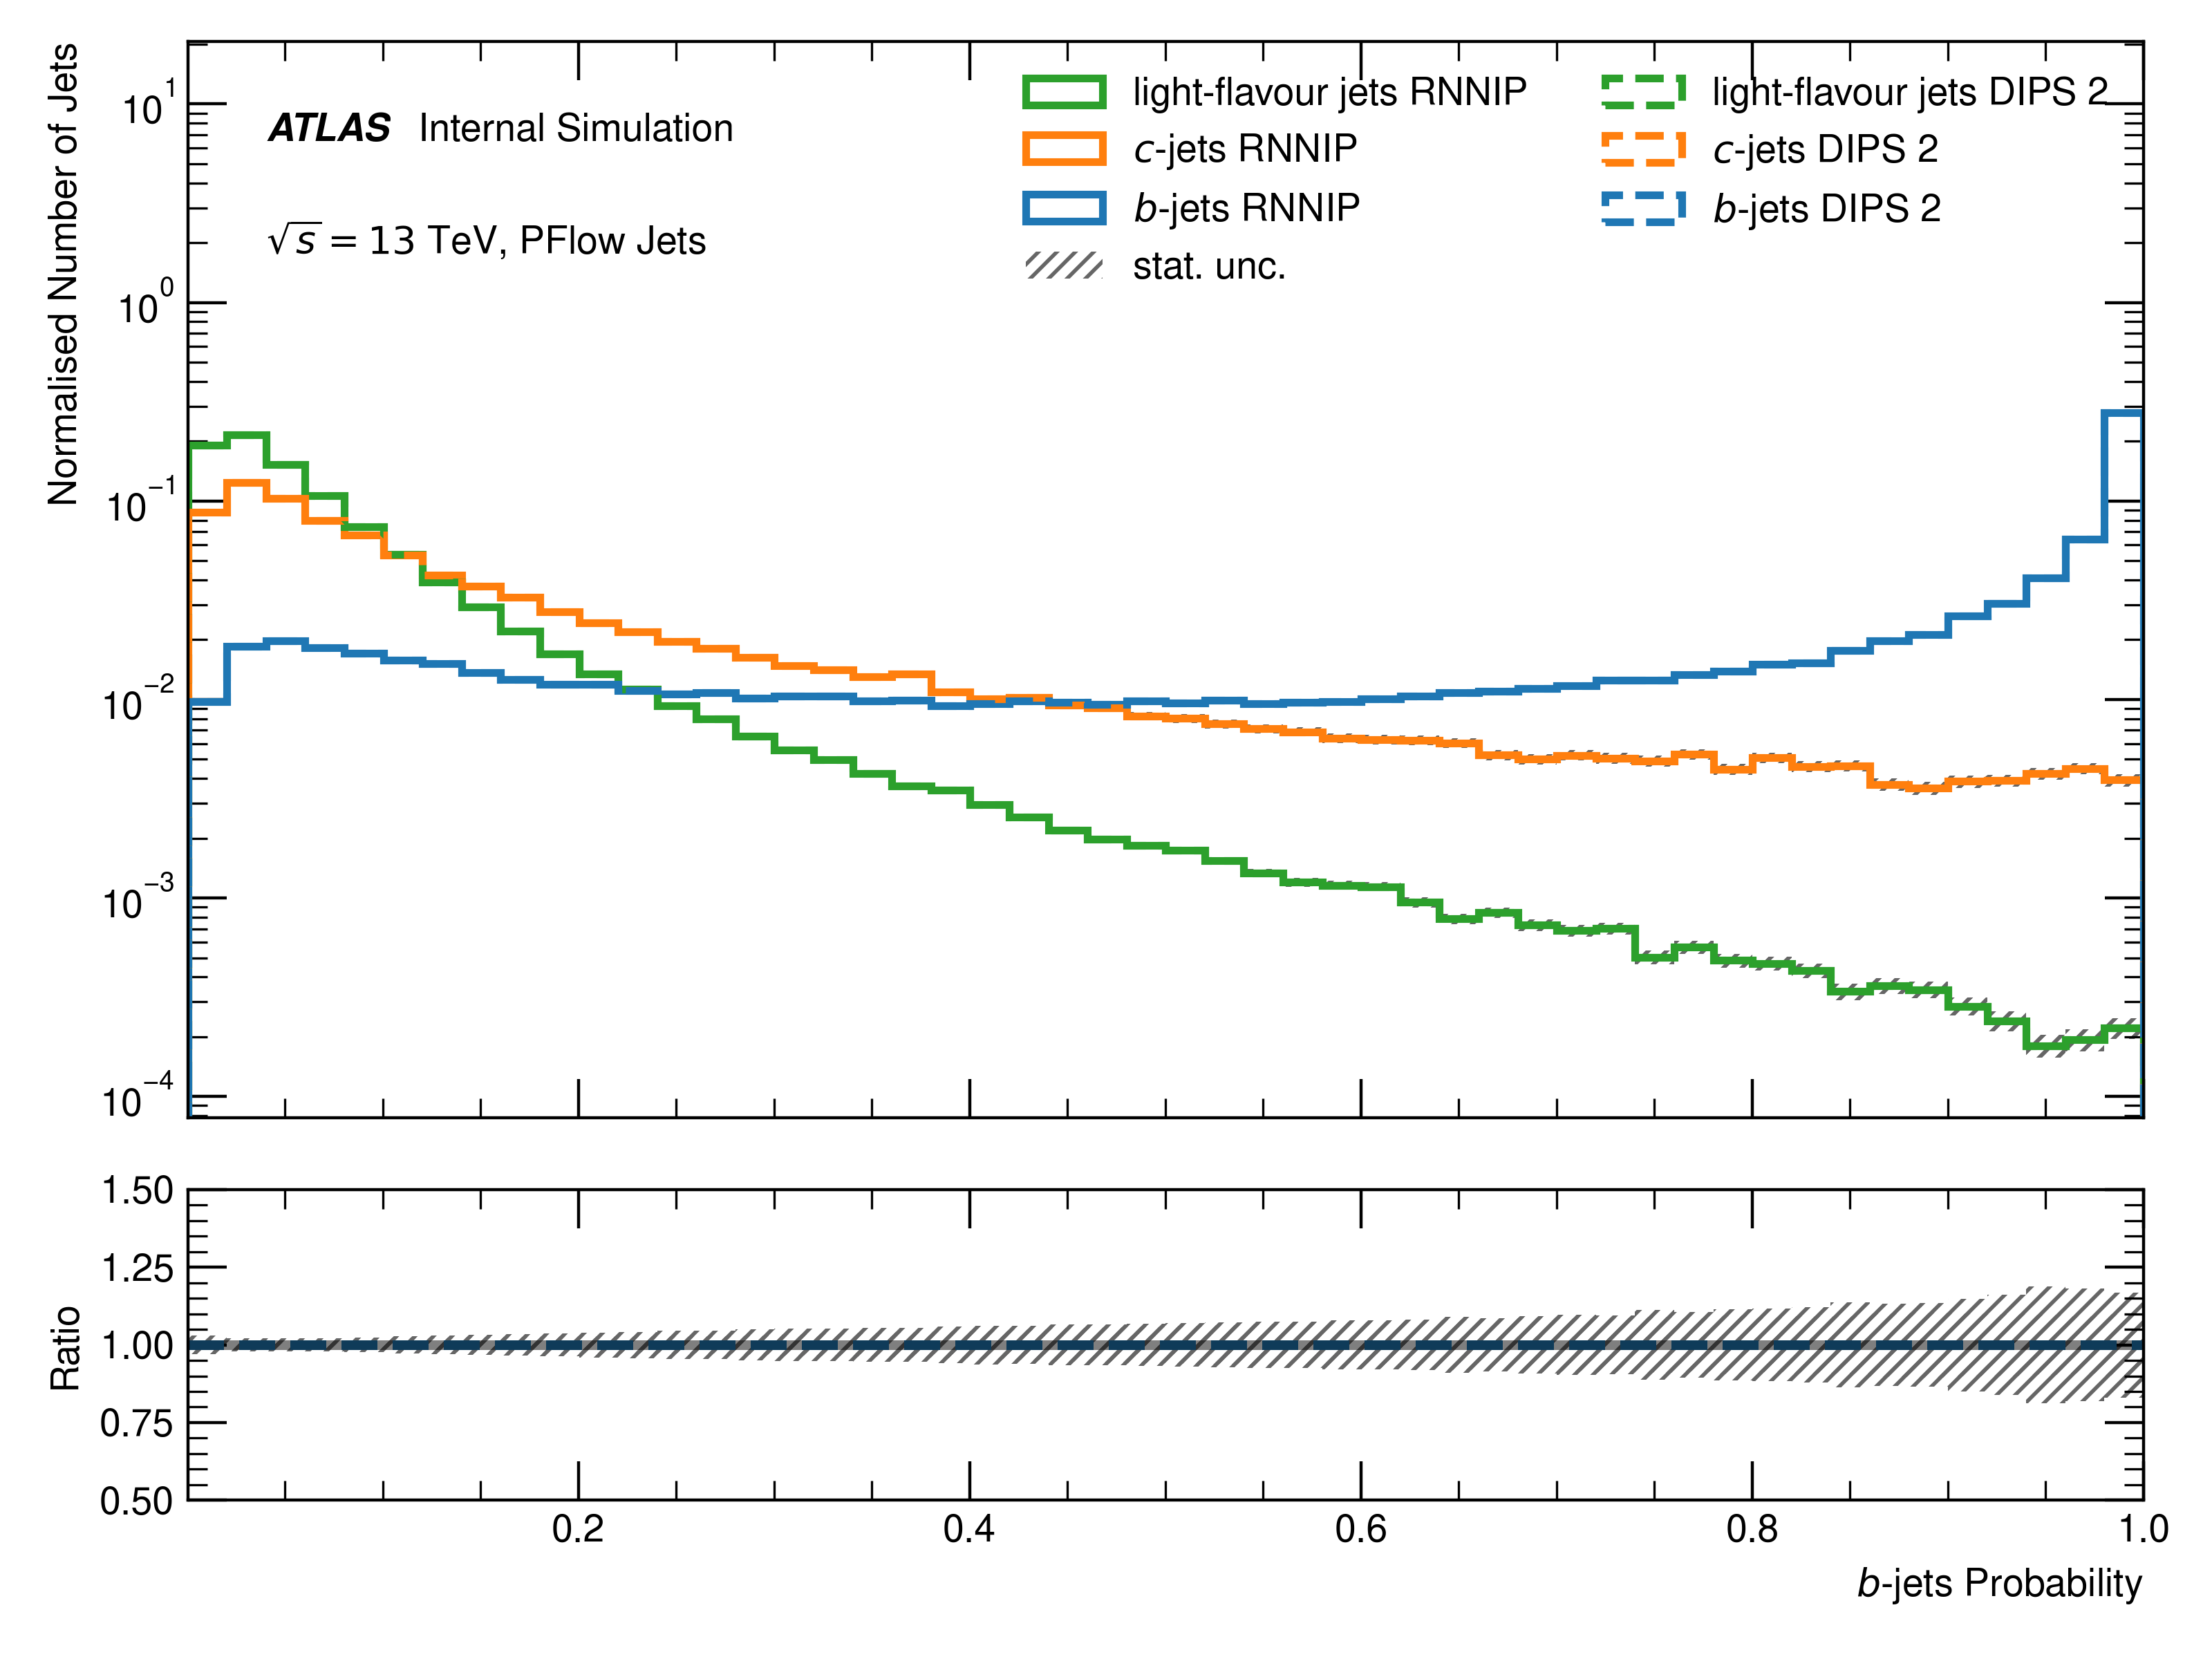 Normalised Number of Jets
ATLAS Internal Simulation
√s = 13 TeV, PFlow Jets
light-flavour jets RNNIP
c-jets RNNIP
b-jets RNNIP
stat. unc.
light-flavour jets DIPS 2
c-jets DIPS 2
b-jets DIPS 2
10^1
10^0
10^−1
10^−2
10^−3
10^−4
Ratio
1.50
1.25
1.00
0.75
0.50
0.2 0.4 0.6 0.8 1.0
b-jets Probability